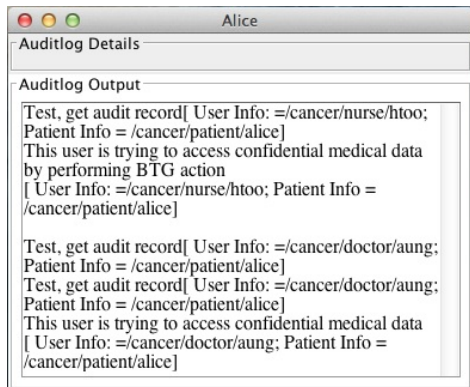 Alice
Auditlog Details
Auditlog Output
Test, get audit record[ User Info: =/cancer/nurse/htoo;
Patient Info = /cancer/patient/alice]
This user is trying to access confidential medical data
by performing BTG action
[ User Info: =/cancer/nurse/htoo; Patient Info =
/cancer/patient/alice]
Test, get audit record[ User Info: =/cancer/doctor/aung;
Patient Info = /cancer/patient/alice]
Test, get audit record[ User Info: =/cancer/doctor/aung;
Patient Info = /cancer/patient/alice]
This user is trying to access confidential medical data
[ User Info: =/cancer/doctor/aung; Patient Info =
/cancer/patient/alice]